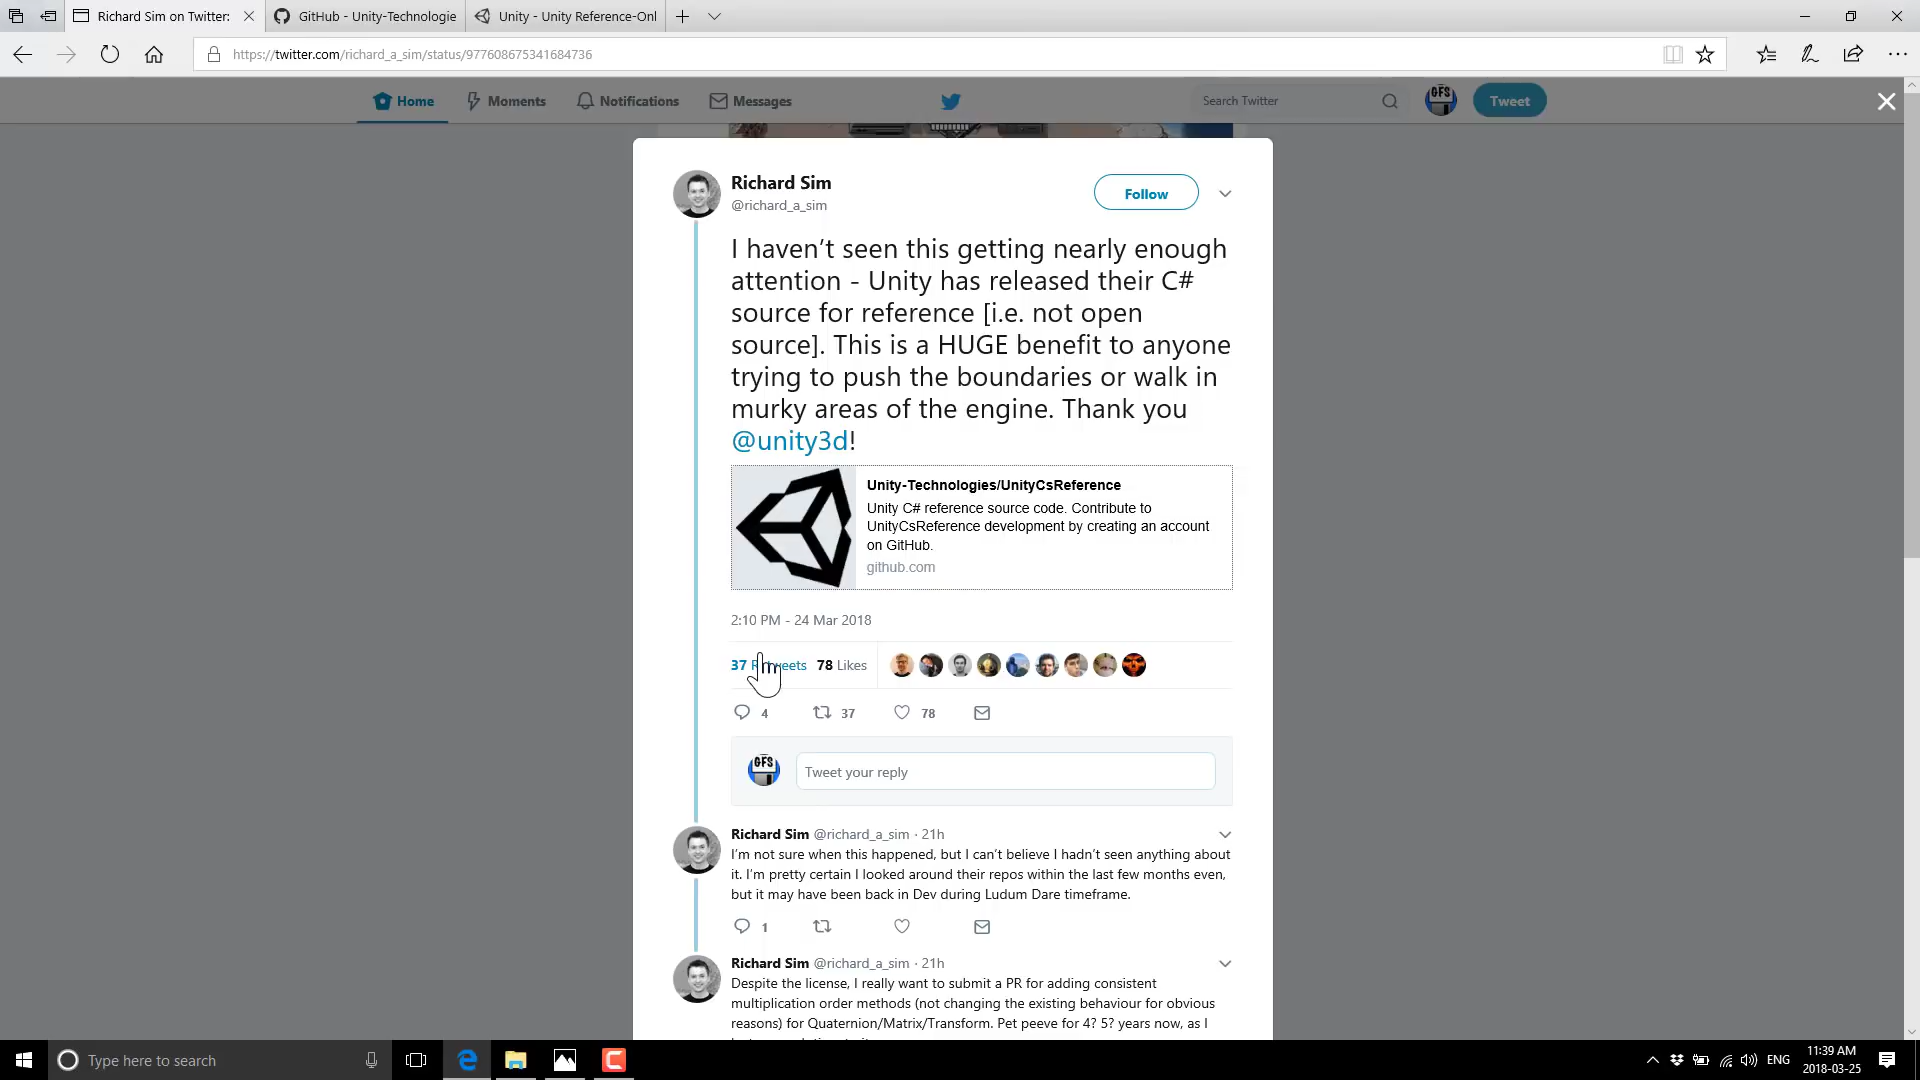 Richard Sim on Twitter:
GitHub - Unity-Technologie
Unity - Unity Reference-Onl
https://twitter.com/richard_a_sim/status/977608675341684736
Home
Moments
Notifications
Messages
Search Twitter
GFS
Tweet
Richard Sim
@richard_a_sim
Follow
I haven’t seen this getting nearly enough
attention - Unity has released their C#
source for reference [i.e. not open
source]. This is a HUGE benefit to anyone
trying to push the boundaries or walk in
murky areas of the engine. Thank you
@unity3d!
Unity-Technologies/UnityCsReference
Unity C# reference source code. Contribute to
UnityCsReference development by creating an account
on GitHub.
github.com
2:10 PM - 24 Mar 2018
37 Retweets 78 Likes
4 37 78
GFS
Tweet your reply
Richard Sim @richard_a_sim · 21h
I’m not sure when this happened, but I can’t believe I hadn’t seen anything about
it. I’m pretty certain I looked around their repos within the last few months even,
but it may have been back in Dev during Ludum Dare timeframe.
1
Richard Sim @richard_a_sim · 21h
Despite the license, I really want to submit a PR for adding consistent
multiplication order methods (not changing the existing behaviour for obvious
reasons) for Quaternion/Matrix/Transform. Pet peeve for 4? 5? years now, as I
Type here to search
ENG
11:39 AM
2018-03-25